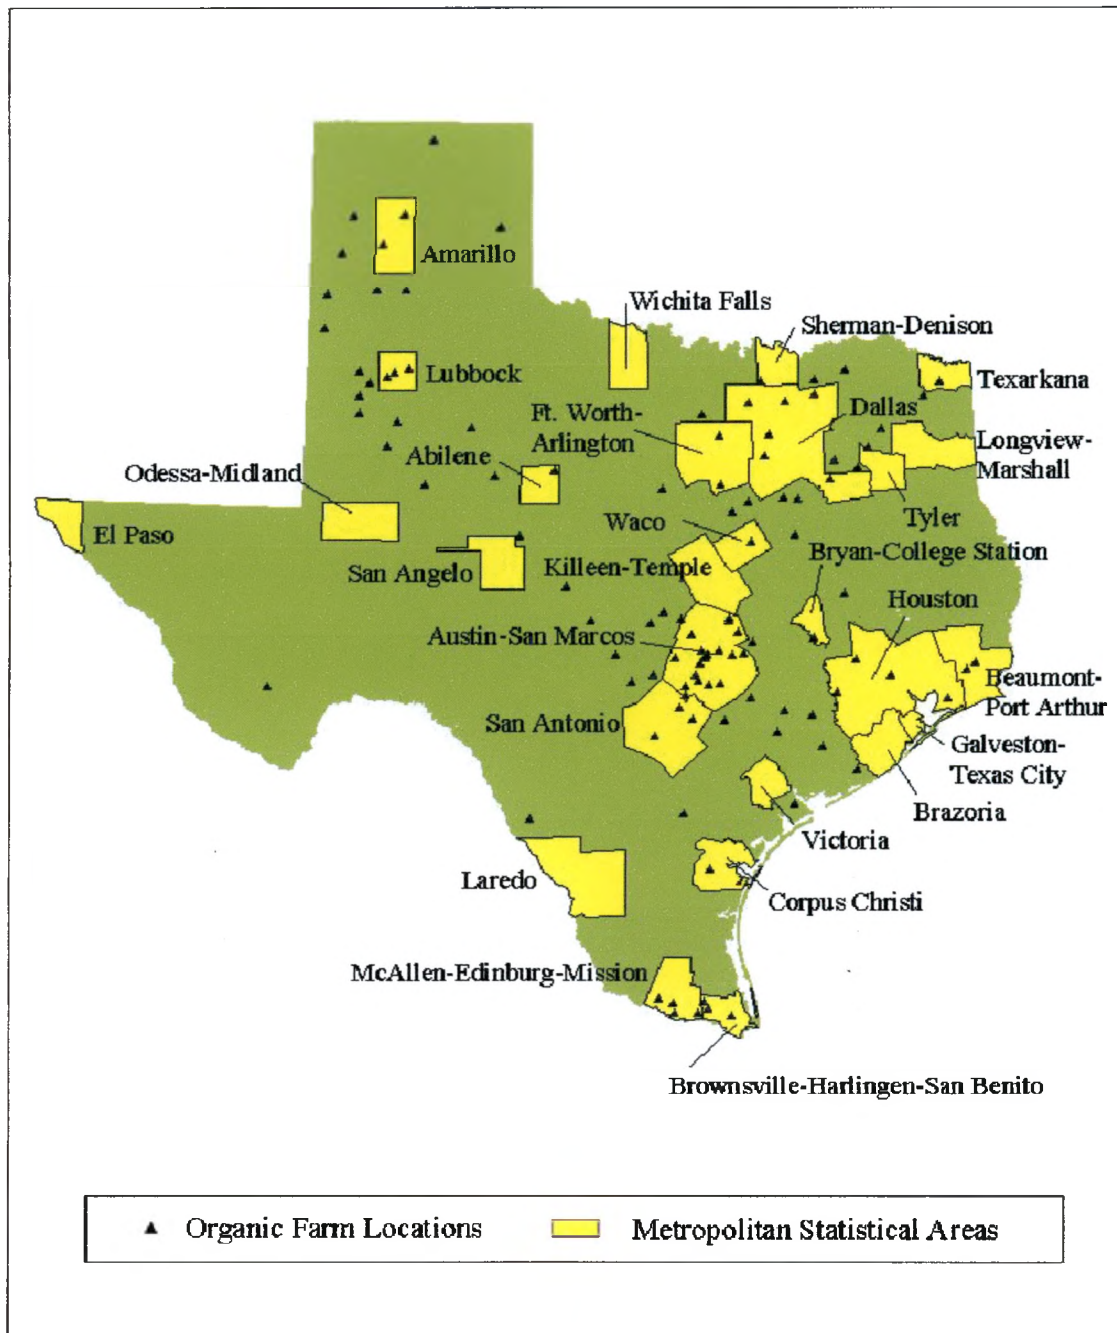 Amarillo
Wichita Falls
Sherman-Denison
Lubbock
Texarkana
Ft. Worth-
Arlington
Dallas
Abilene
Longview-
Marshall
Odessa-Midland
El Paso
Waco
Tyler
San Angelo
Killeen-Temple
Bryan-College Station
Houston
Austin-San Marcos
Beaumont-
Port Arthur
San Antonio
Galveston-
Texas City
Brazoria
Victoria
Laredo
Corpus Christi
McAllen-Edinburg-Mission
Brownsville-Harlingen-San Benito
Organic Farm Locations
Metropolitan Statistical Areas